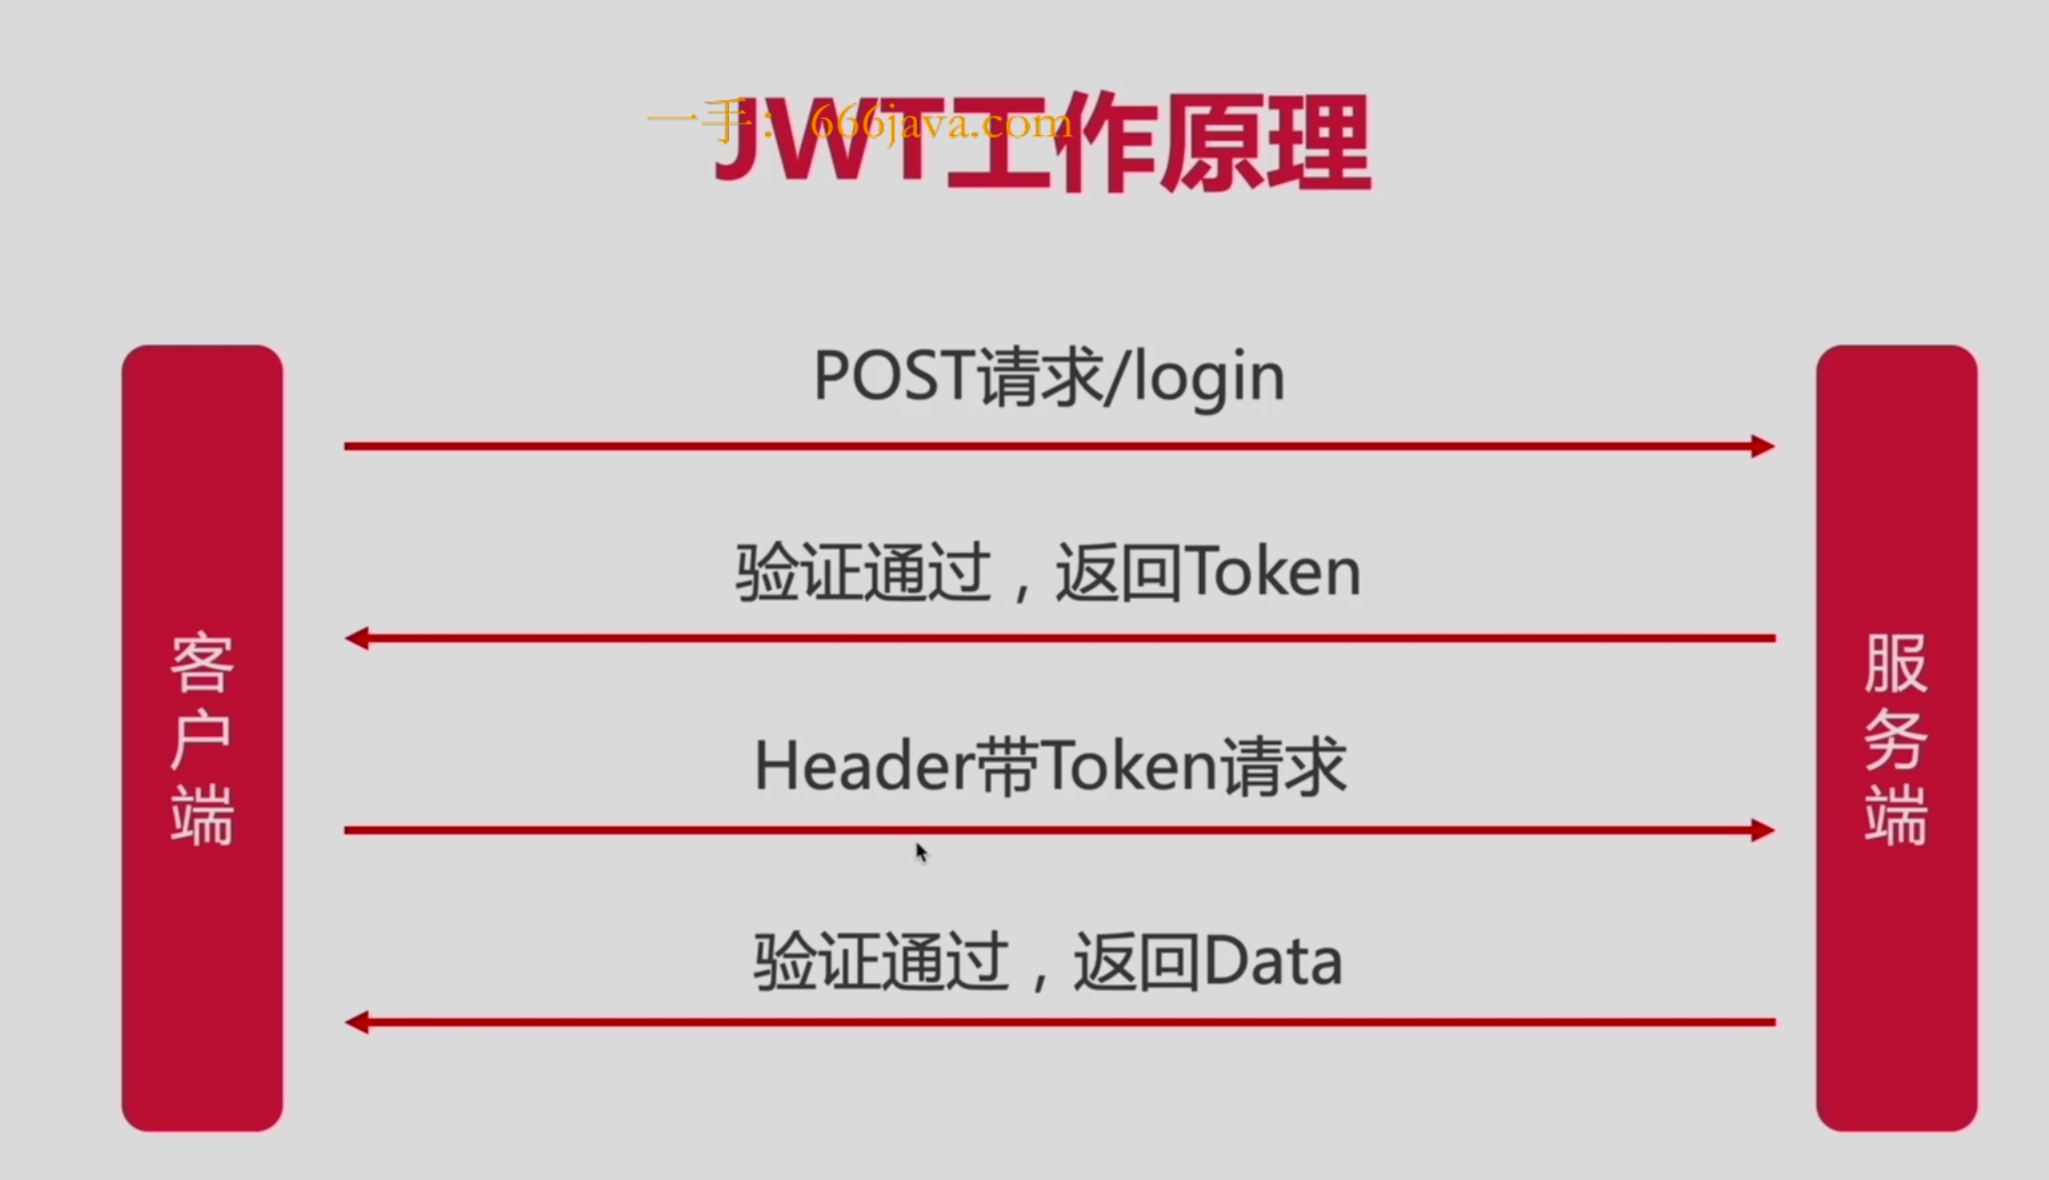 一手：666java.com
JWT工作原理
POST请求/login
验证通过，返回Token
Header带Token请求
验证通过，返回Data
客户端
服务端